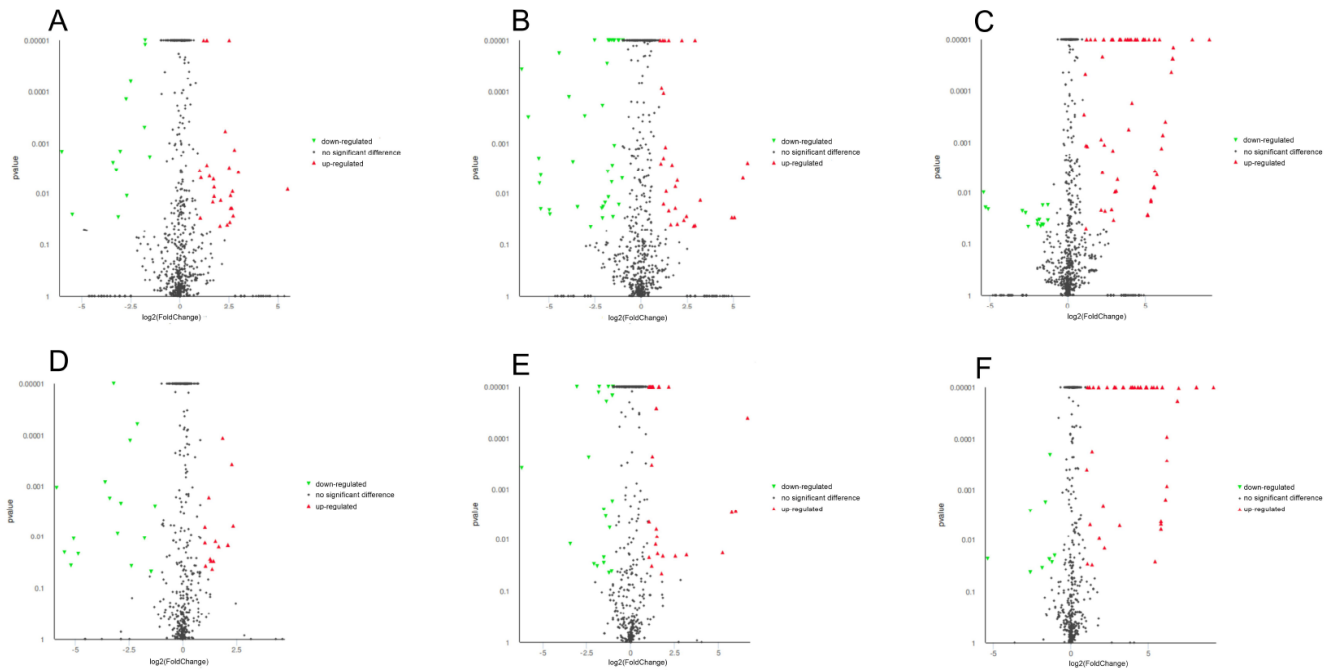 A
B
C
0.00001
0.0001
0.001
0.01
0.1
1
pvalue
-5
-2.5
0
2.5
5
log2(FoldChange)
down-regulated
no significant difference
up-regulated
0.00001
0.0001
0.001
0.01
0.1
1
pvalue
-5
-2.5
0
2.5
5
log2(FoldChange)
down-regulated
no significant difference
up-regulated
0.00001
0.0001
0.001
0.01
0.1
1
pvalue
-5
0
5
log2(FoldChange)
down-regulated
no significant difference
up-regulated
D
E
F
0.00001
0.0001
0.001
0.01
0.1
1
pvalue
-5
-2.5
0
2.5
log2(FoldChange)
down-regulated
no significant difference
up-regulated
0.00001
0.0001
0.001
0.01
0.1
1
pvalue
-5
-2.5
0
2.5
5
log2(FoldChange)
down-regulated
no significant difference
up-regulated
0.00001
0.0001
0.001
0.01
0.1
1
pvalue
-5
0
5
log2(FoldChange)
down-regulated
no significant difference
up-regulated